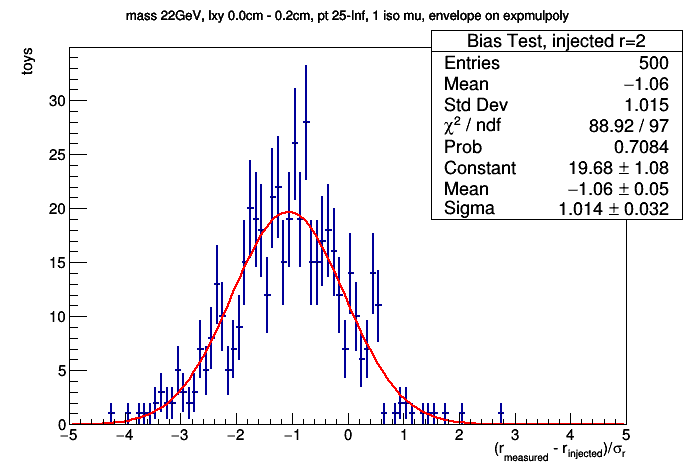 mass 22GeV, lxy 0.0cm - 0.2cm, pt 25-Inf, 1 iso mu, envelope on expmulpoly
Bias Test, injected r=2
Entries 500
Mean −1.06
Std Dev 1.015
χ² / ndf 88.92 / 97
Prob 0.7084
Constant 19.68 ± 1.08
Mean −1.06 ± 0.05
Sigma 1.014 ± 0.032
toys
30
25
20
15
10
5
0
−5 −4 −3 −2 −1 0 1 2 3 4 5
(r_measured - r_injected)/σ_r